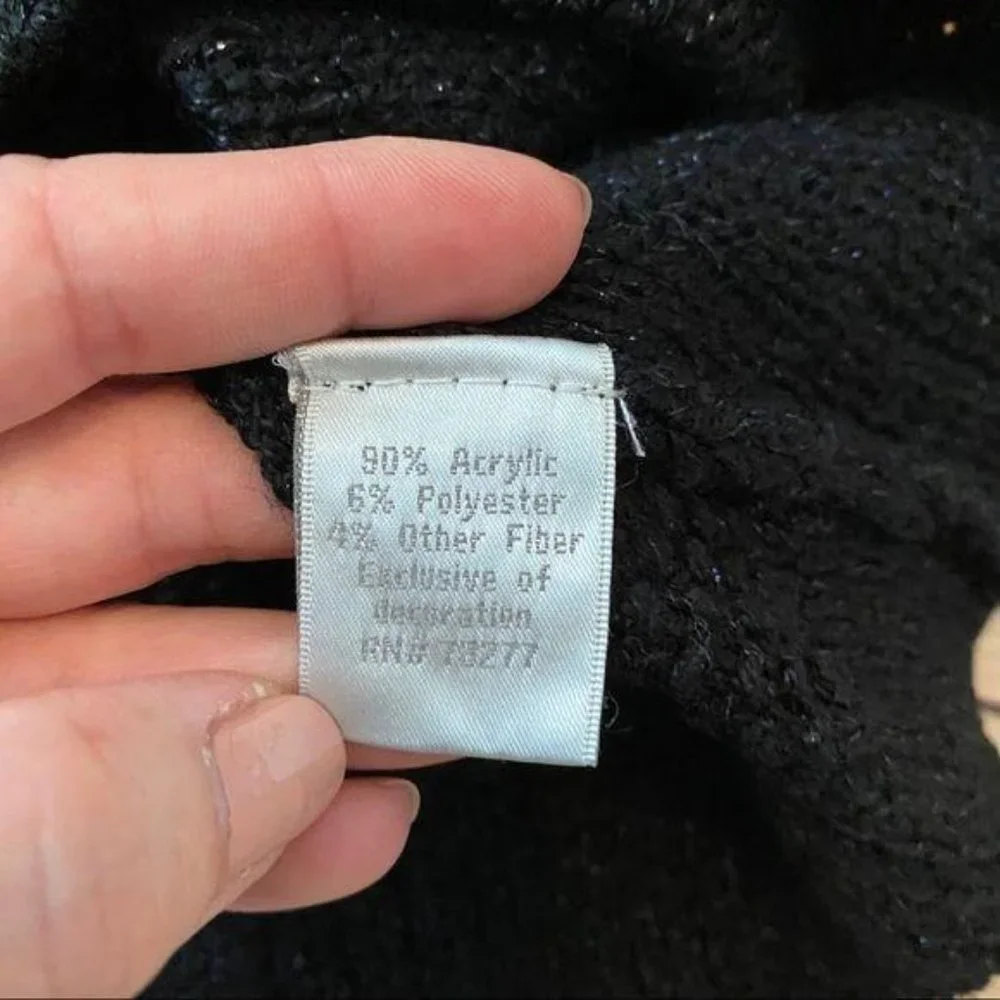 90% Acrylic
6% Polyester
4% Other Fiber
Exclusive of
decoration
RN# 73277